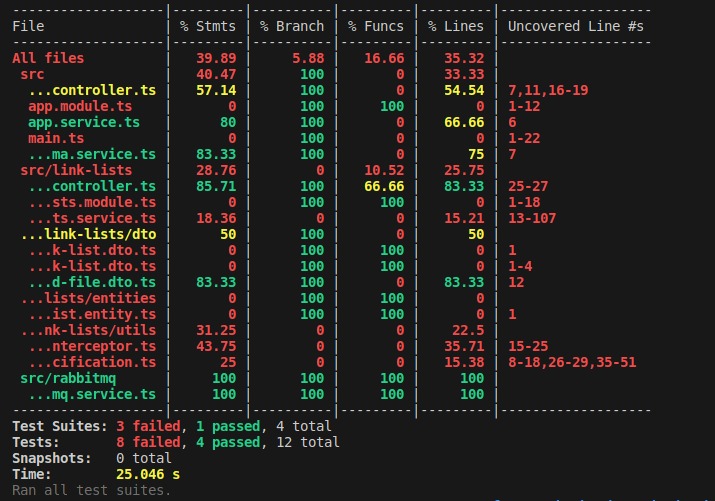 -------------------|---------|----------|---------|---------|-------------------
File               | % Stmts | % Branch | % Funcs | % Lines | Uncovered Line #s
-------------------|---------|----------|---------|---------|-------------------
All files          |   39.89 |     5.88 |   16.66 |   35.32 |
 src               |   40.47 |      100 |       0 |   33.33 |
  ...controller.ts |   57.14 |      100 |       0 |   54.54 | 7,11,16-19
  app.module.ts    |       0 |      100 |     100 |       0 | 1-12
  app.service.ts   |      80 |      100 |       0 |   66.66 | 6
  main.ts          |       0 |      100 |       0 |       0 | 1-22
  ...ma.service.ts |   83.33 |      100 |       0 |      75 | 7
 src/link-lists    |   28.76 |        0 |   10.52 |   25.75 |
  ...controller.ts |   85.71 |      100 |   66.66 |   83.33 | 25-27
  ...sts.module.ts |       0 |      100 |     100 |       0 | 1-18
  ...ts.service.ts |   18.36 |        0 |       0 |   15.21 | 13-107
 ...link-lists/dto |      50 |      100 |       0 |      50 |
  ...k-list.dto.ts |       0 |      100 |     100 |       0 | 1
  ...k-list.dto.ts |       0 |      100 |     100 |       0 | 1-4
  ...d-file.dto.ts |   83.33 |      100 |       0 |   83.33 | 12
 ...lists/entities |       0 |      100 |     100 |       0 |
  ...ist.entity.ts |       0 |      100 |     100 |       0 | 1
 ...nk-lists/utils |   31.25 |        0 |       0 |    22.5 |
  ...nterceptor.ts |   43.75 |        0 |       0 |   35.71 | 15-25
  ...cification.ts |      25 |        0 |       0 |   15.38 | 8-18,26-29,35-51
 src/rabbitmq      |     100 |      100 |     100 |     100 |
  ...mq.service.ts |     100 |      100 |     100 |     100 |
-------------------|---------|----------|---------|---------|-------------------
Test Suites: 3 failed, 1 passed, 4 total
Tests:       8 failed, 4 passed, 12 total
Snapshots:   0 total
Time:        25.046 s
Ran all test suites.